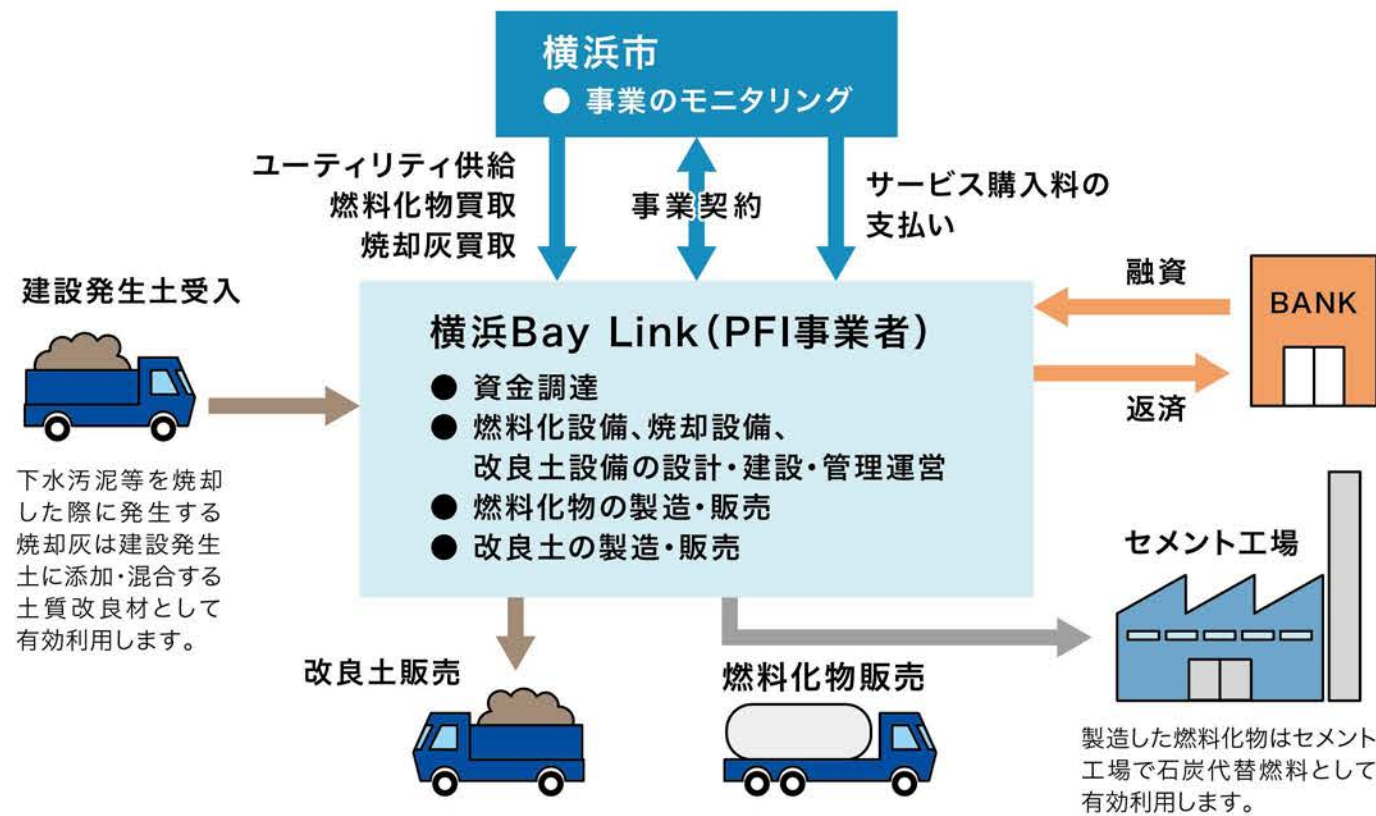 横浜市
● 事業のモニタリング
ユーティリティ供給
燃料化物買取
焼却灰買取
事業契約
サービス購入料の
支払い
建設発生土受入
下水汚泥等を焼却
した際に発生する
焼却灰は建設発生
土に添加・混合する
土質改良材として
有効利用します。
横浜Bay Link(PFI事業者)
● 資金調達
● 燃料化設備、焼却設備、
改良土設備の設計・建設・管理運営
● 燃料化物の製造・販売
● 改良土の製造・販売
融資
BANK
返済
セメント工場
製造した燃料化物はセメント
工場で石炭代替燃料として
有効利用します。
改良土販売
燃料化物販売